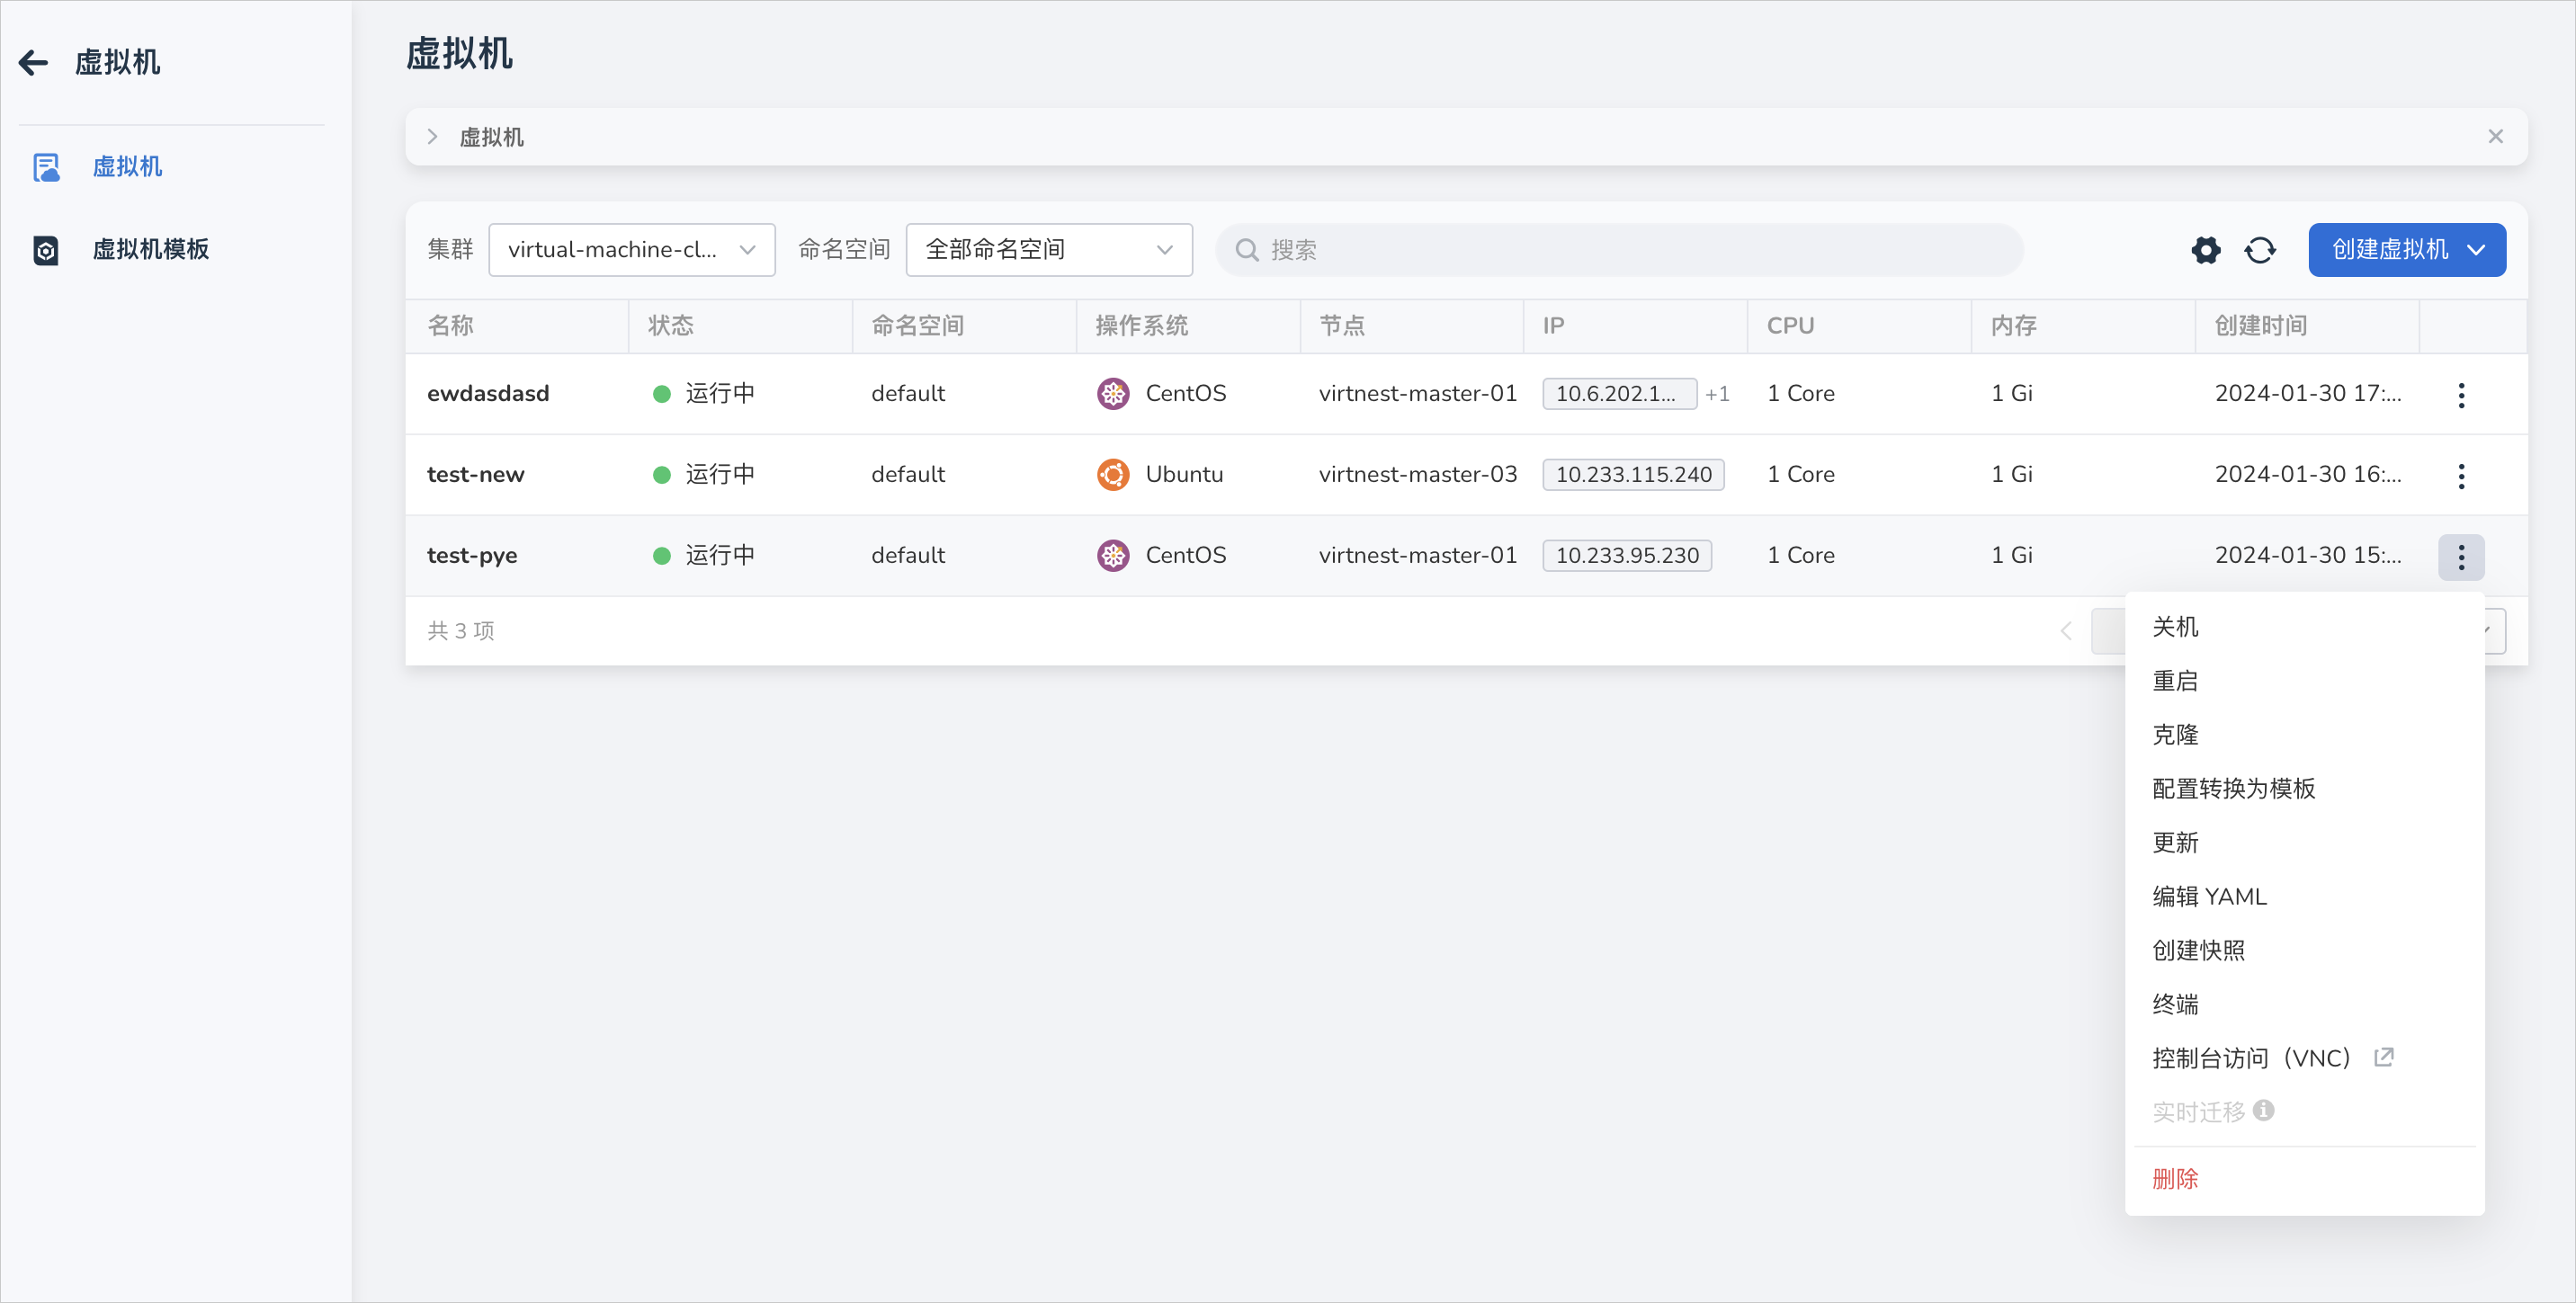 虚拟机
虚拟机
虚拟机模板
虚拟机
虚拟机
集群 virtual-machine-cl... 命名空间 全部命名空间 搜索 创建虚拟机
名称 状态 命名空间 操作系统 节点 IP CPU 内存 创建时间
ewdasdasd 运行中 default CentOS virtnest-master-01 10.6.202.1... +1 1 Core 1 Gi 2024-01-30 17:...
test-new 运行中 default Ubuntu virtnest-master-03 10.233.115.240 1 Core 1 Gi 2024-01-30 16:...
test-pye 运行中 default CentOS virtnest-master-01 10.233.95.230 1 Core 1 Gi 2024-01-30 15:...
共 3 项
关机
重启
克隆
配置转换为模板
更新
编辑 YAML
创建快照
终端
控制台访问（VNC）
实时迁移
删除